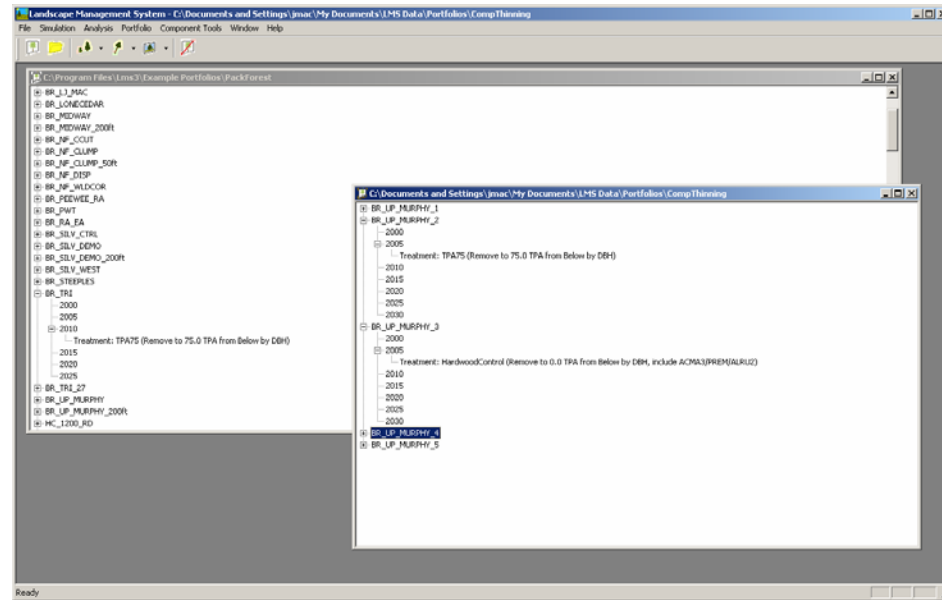 Landscape Management System - C:\Documents and Settings\jmac\My Documents\LMS Data\Portfolios\CompThinning
File Simulation Analysis Portfolio Component Tools Window Help
C:\Program Files\Lms3\Example Portfolios\PackForest
BR_LJ_MAC
BR_LONECEDAR
BR_MIDWAY
BR_MIDWAY_200ft
BR_NF_CCUT
BR_NF_CLUMP
BR_NF_CLUMP_50ft
BR_NF_DISP
BR_NF_WLDCOR
BR_PEEWEE_RA
BR_PWT
BR_RA_EA
BR_SILV_CTRL
BR_SILV_DEMO
BR_SILV_DEMO_200ft
BR_SILV_WEST
BR_STEEPLES
BR_TRI
2000
2005
2010
Treatment: TPA75 (Remove to 75.0 TPA from Below by DBH)
2015
2020
2025
BR_TRI_27
BR_UP_MURPHY
BR_UP_MURPHY_200ft
HC_1200_RD
C:\Documents and Settings\jmac\My Documents\LMS Data\Portfolios\CompThinning
BR_UP_MURPHY_1
BR_UP_MURPHY_2
2000
2005
Treatment: TPA75 (Remove to 75.0 TPA from Below by DBH)
2010
2015
2020
2025
2030
BR_UP_MURPHY_3
2000
2005
Treatment: HardwoodControl (Remove to 0.0 TPA from Below by DBH, include ACMA3/PREM/ALRU2)
2010
2015
2020
2025
2030
BR_UP_MURPHY_4
BR_UP_MURPHY_5
Ready